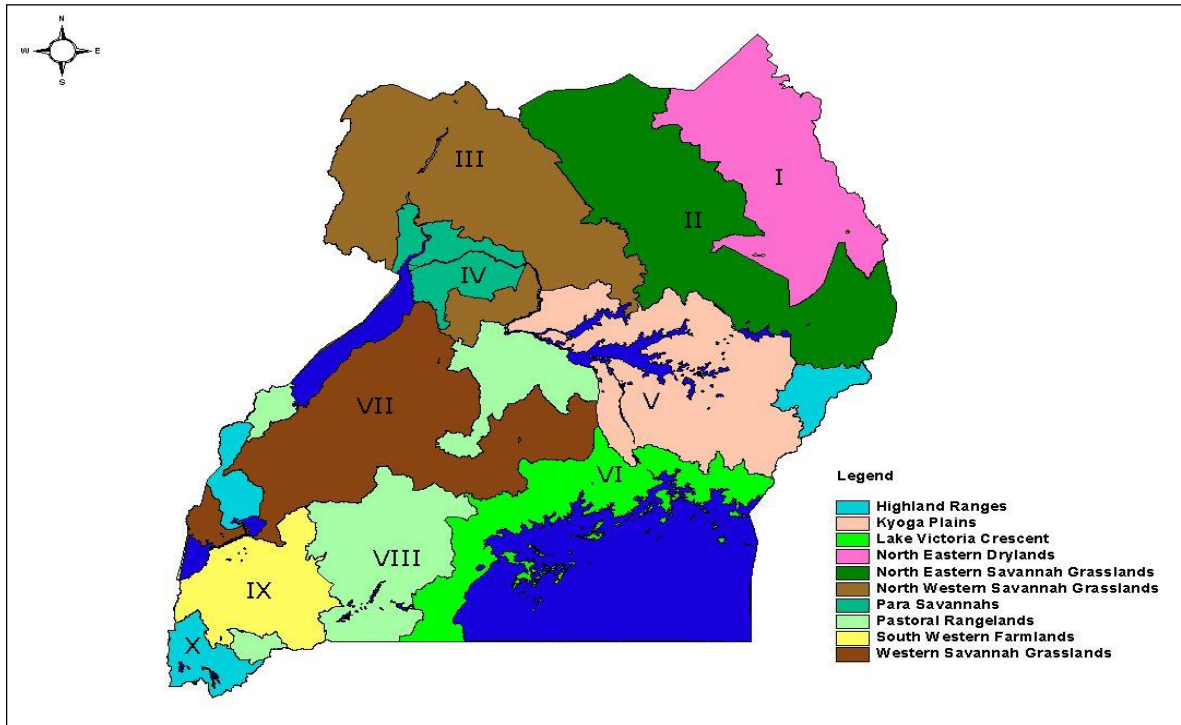 N
W E
S
I
III
II
IV
VII
V
VI
VIII
IX
X
Legend
Highland Ranges
Kyoga Plains
Lake Victoria Crescent
North Eastern Drylands
North Eastern Savannah Grasslands
North Western Savannah Grasslands
Para Savannahs
Pastoral Rangelands
South Western Farmlands
Western Savannah Grasslands